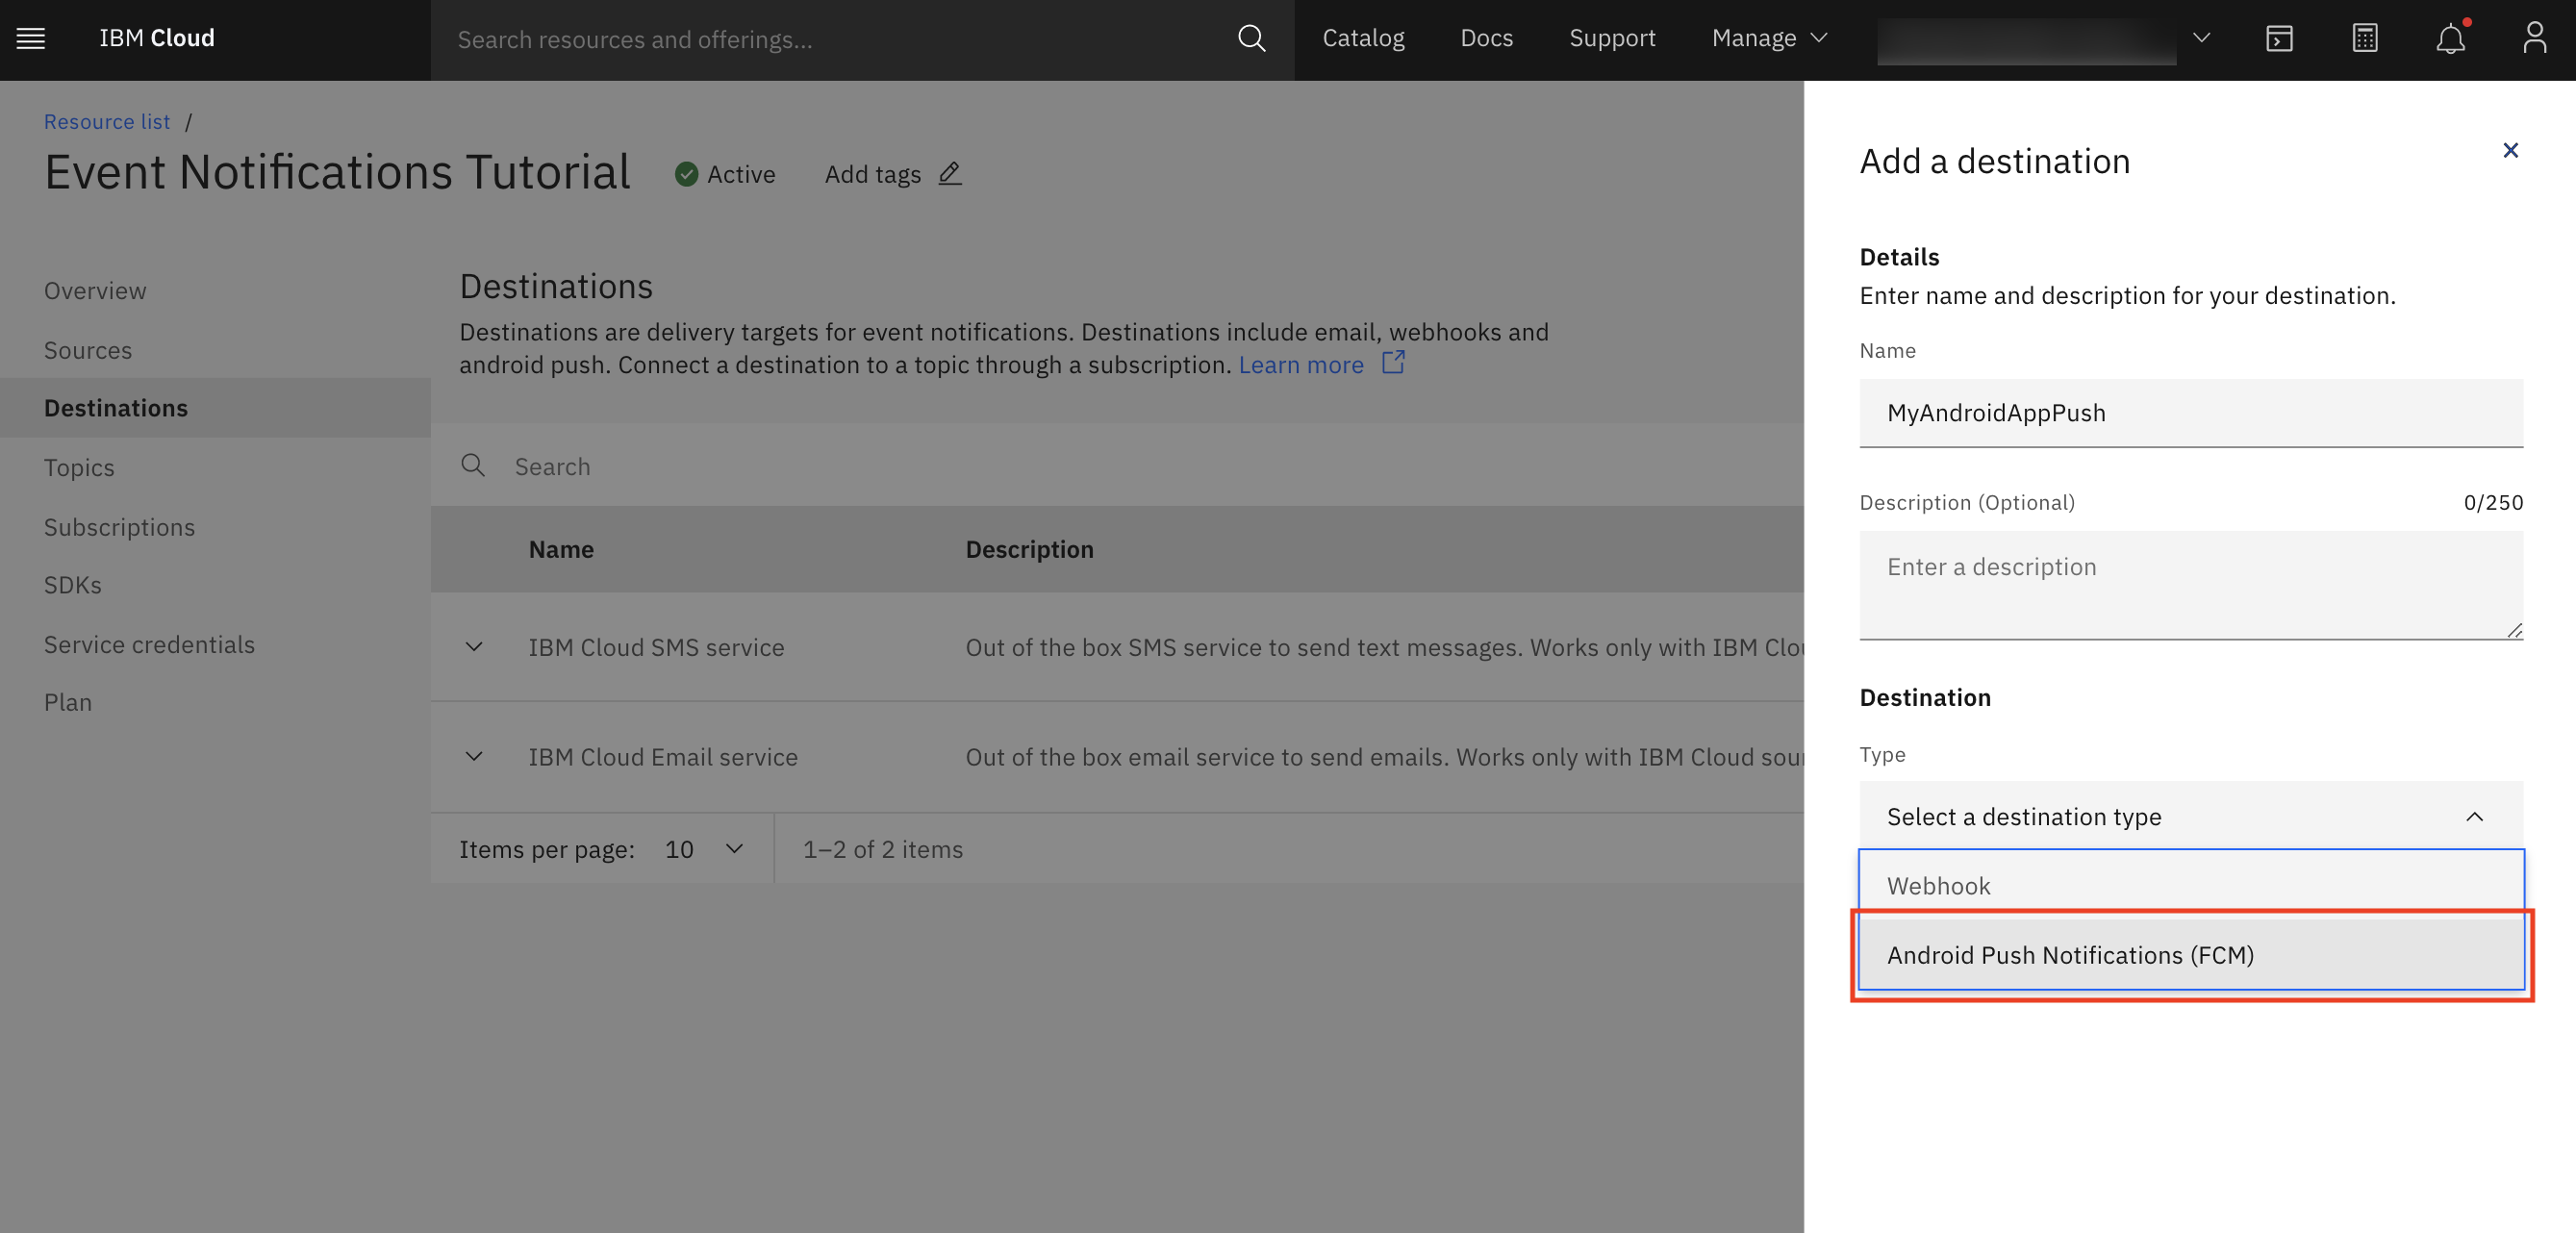 IBM Cloud
Search resources and offerings...
Catalog
Docs
Support
Manage
Resource list /
Event Notifications Tutorial
Active
Add tags
Overview
Sources
Destinations
Topics
Subscriptions
SDKs
Service credentials
Plan
Destinations
Destinations are delivery targets for event notifications. Destinations include email, webhooks and
android push. Connect a destination to a topic through a subscription. Learn more
Search
Name Description
IBM Cloud SMS service Out of the box SMS service to send text messages. Works only with IBM Clou
IBM Cloud Email service Out of the box email service to send emails. Works only with IBM Cloud sour
Items per page: 10 1–2 of 2 items
Add a destination
Details
Enter name and description for your destination.
Name
MyAndroidAppPush
Description (Optional) 0/250
Enter a description
Destination
Type
Select a destination type
Webhook
Android Push Notifications (FCM)